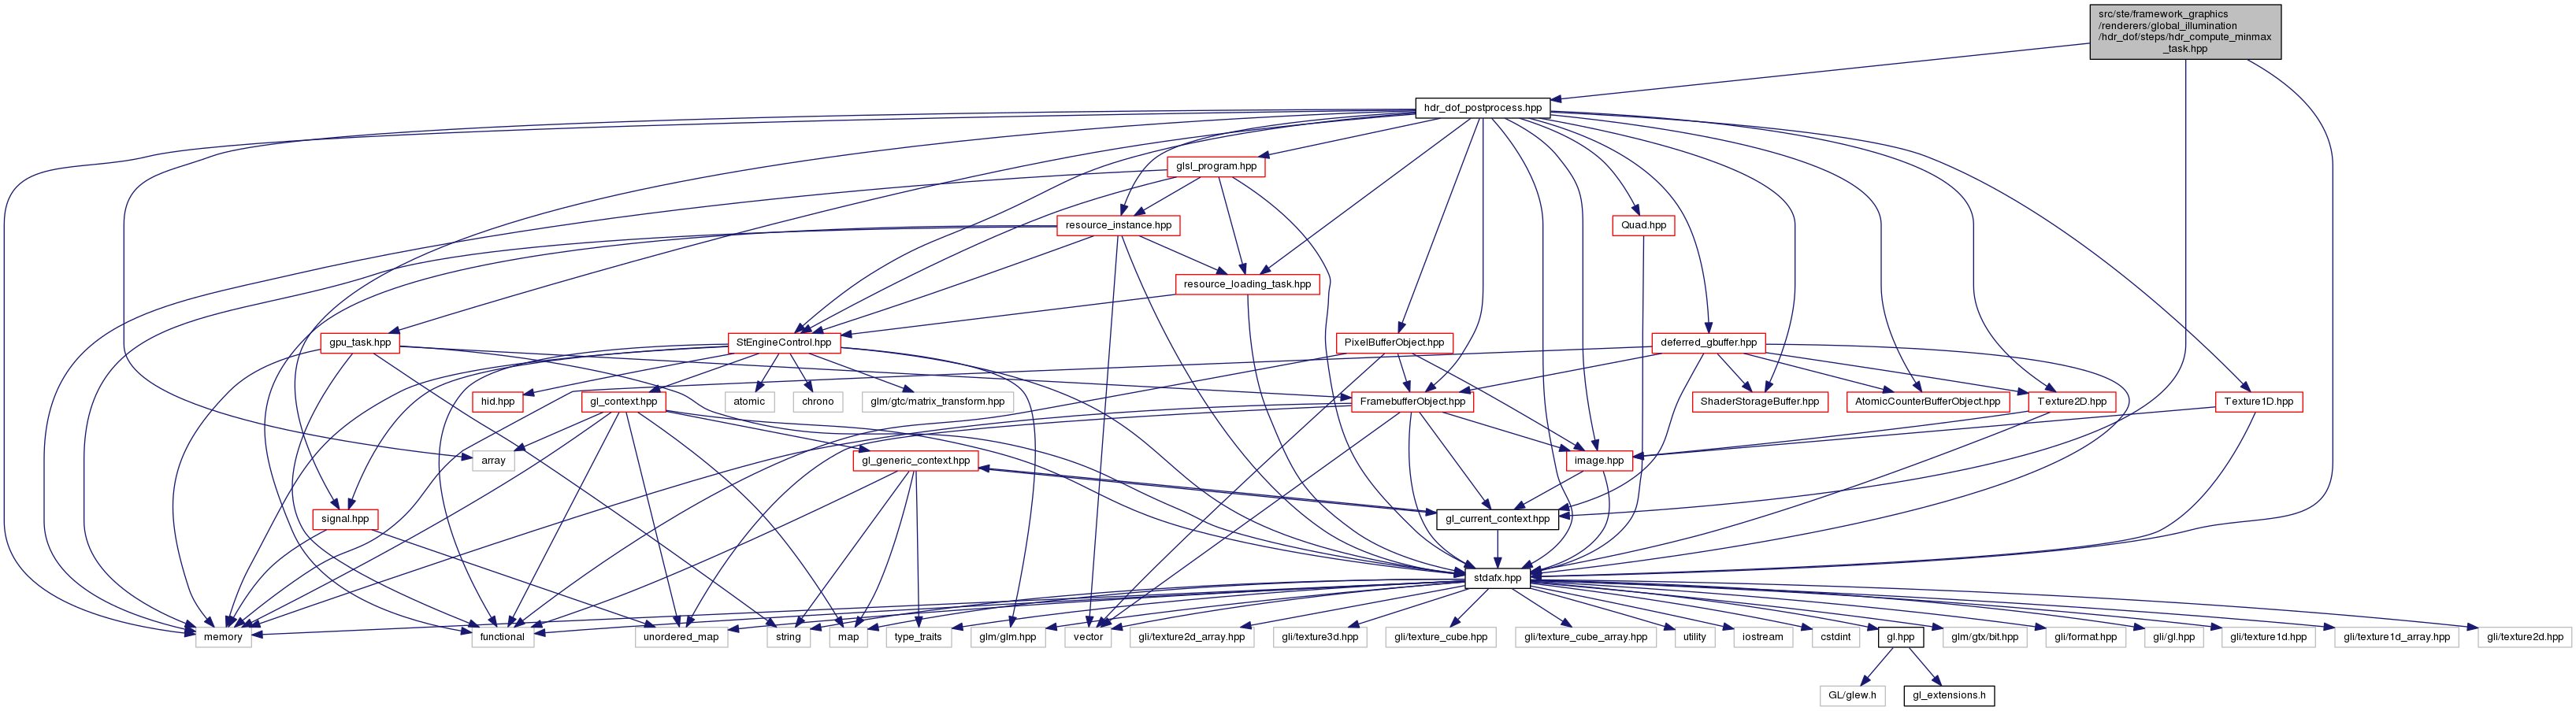 src/ste/framework_graphics
/renderers/global_illumination
/hdr_dof/steps/hdr_compute_minmax
_task.hpp
hdr_dof_postprocess.hpp
glsl_program.hpp
resource_instance.hpp
Quad.hpp
resource_loading_task.hpp
gpu_task.hpp
StEngineControl.hpp
PixelBufferObject.hpp
deferred_gbuffer.hpp
hid.hpp
gl_context.hpp
atomic
chrono
glm/gtc/matrix_transform.hpp
FramebufferObject.hpp
ShaderStorageBuffer.hpp
AtomicCounterBufferObject.hpp
Texture2D.hpp
Texture1D.hpp
array
gl_generic_context.hpp
image.hpp
signal.hpp
gl_current_context.hpp
stdafx.hpp
memory
functional
unordered_map
string
map
type_traits
glm/glm.hpp
vector
gli/texture2d_array.hpp
gli/texture3d.hpp
gli/texture_cube.hpp
gli/texture_cube_array.hpp
utility
iostream
cstdint
gl.hpp
glm/gtx/bit.hpp
gli/format.hpp
gli/gl.hpp
gli/texture1d.hpp
gli/texture1d_array.hpp
gli/texture2d.hpp
GL/glew.h
gl_extensions.h